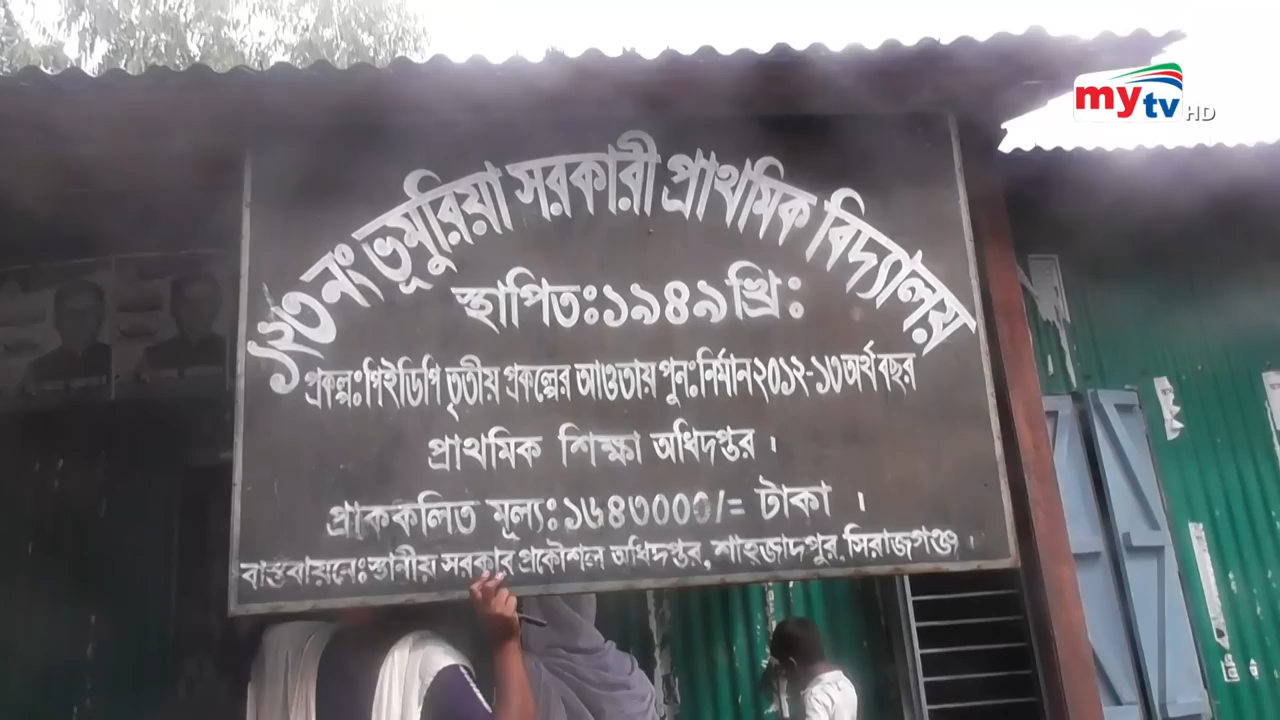 mytv HD
১২৩ নং ভূমুরিয়া সরকারী প্রাথমিক বিদ্যালয়
স্থাপিতঃ১৯৪৯খ্রিঃ
প্রকল্পঃপিইডিপি তৃতীয় প্রকল্পের আওতায় পুনঃনির্মান২০১২-১৩অর্থ বছর
প্রাথমিক শিক্ষা অধিদপ্তর ।
প্রাককলিত মূল্যঃ১৬৪৩০০০/= টাকা ।
বাস্তবায়নেঃস্তানীয় সরকার প্রকৌশল অধিদপ্তর, শাহজাদপুর, সিরাজগঞ্জ ।